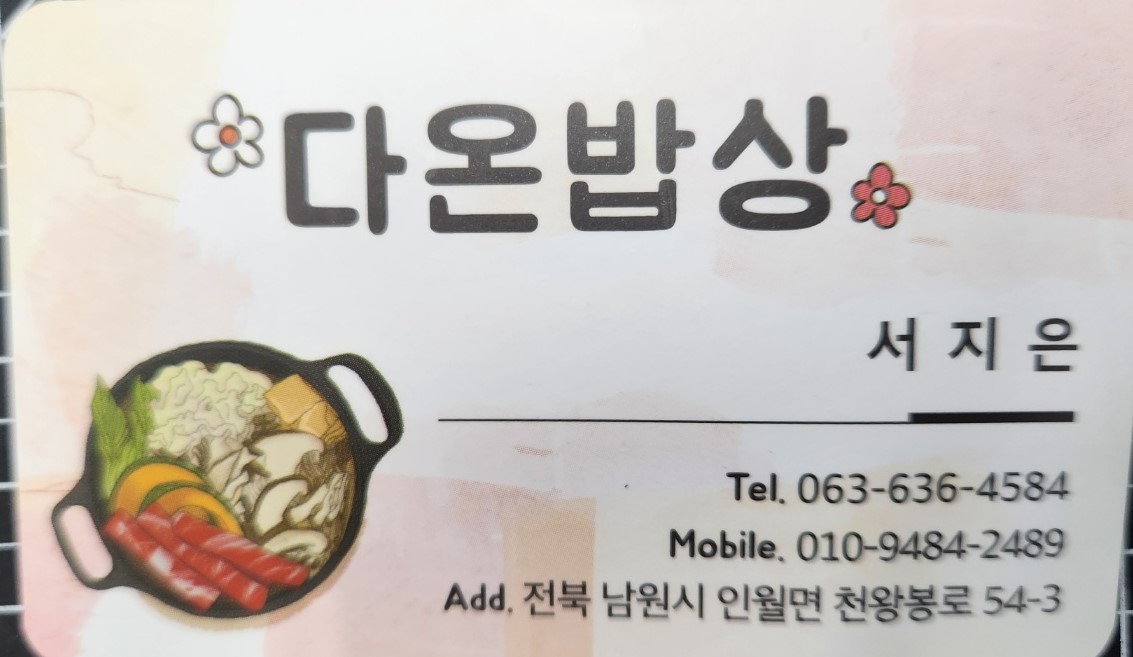 다온밥상
서지은
Tel. 063-636-4584
Mobile. 010-9484-2489
Add. 전북 남원시 인월면 천왕봉로 54-3